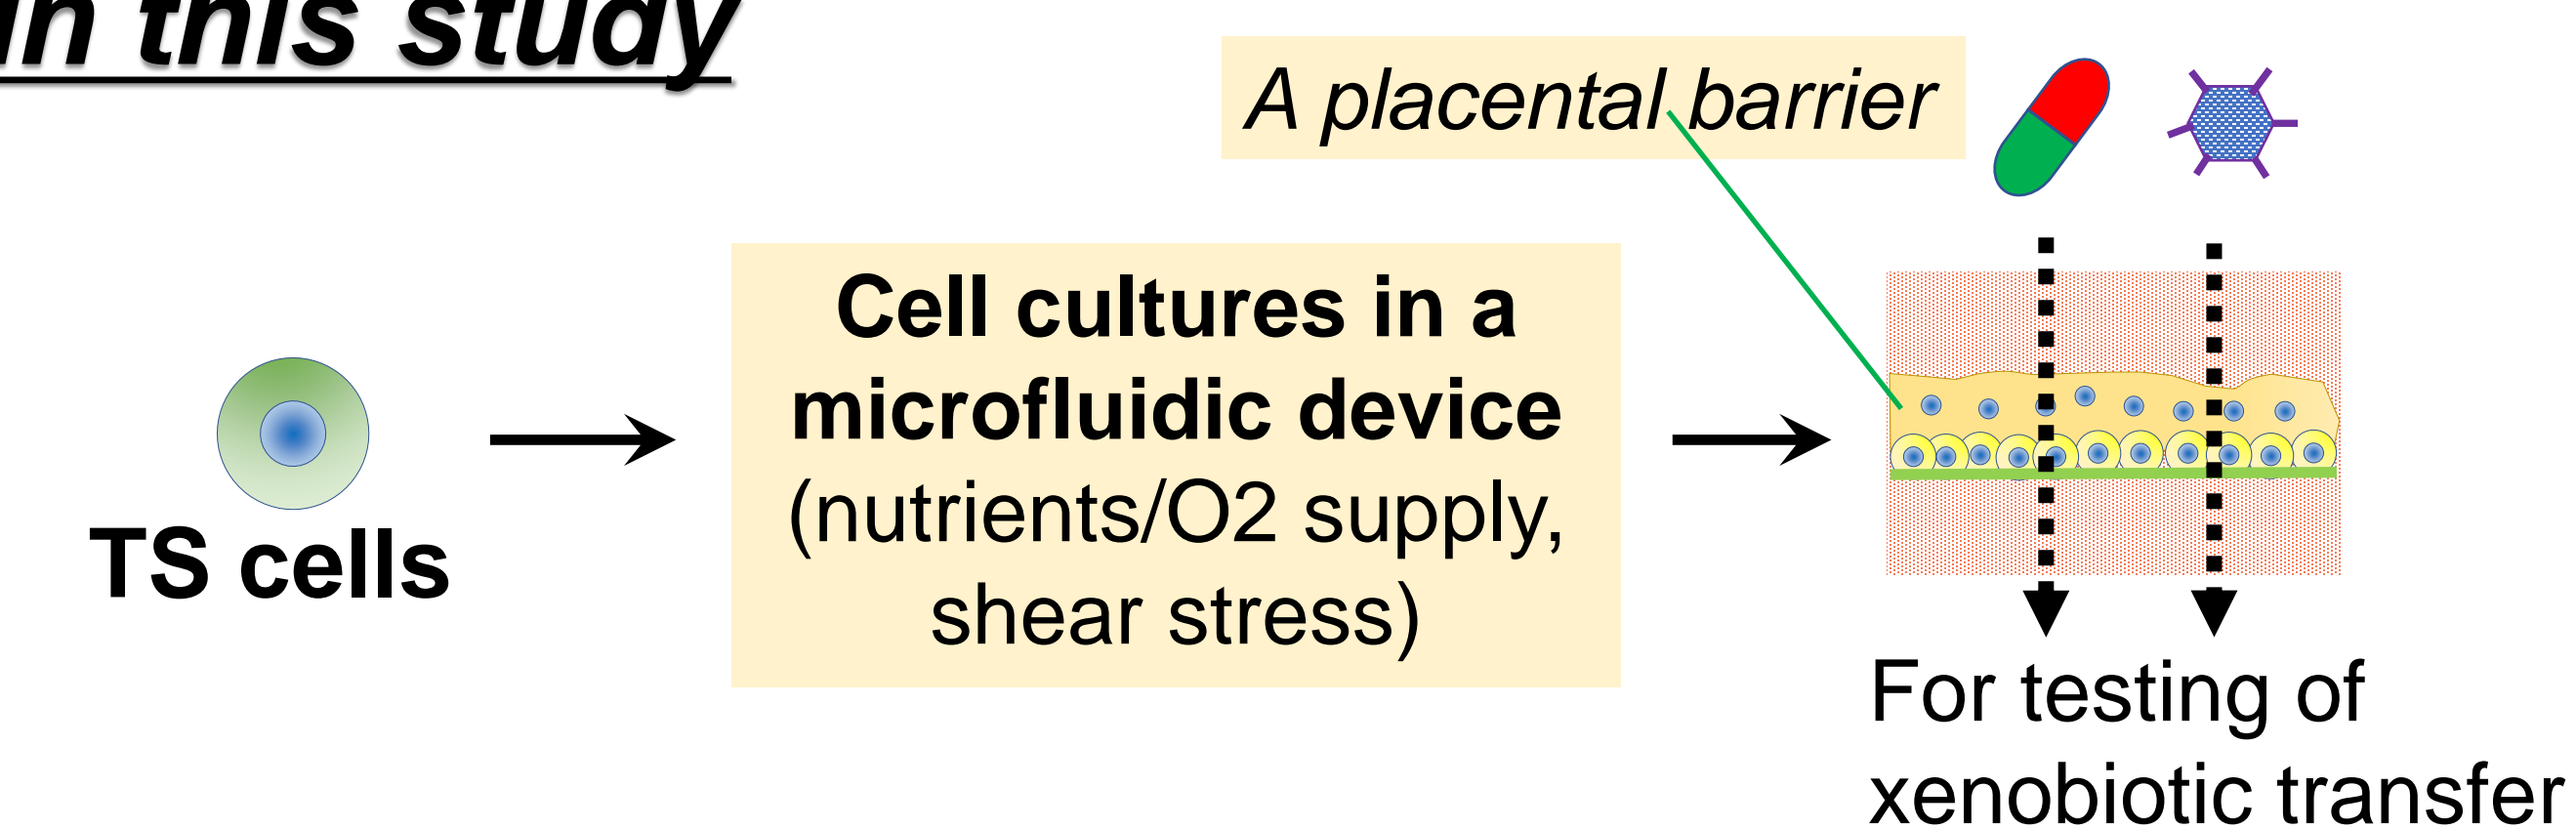 in this study
A placental barrier
Cell cultures in a
microfluidic device
(nutrients/O2 supply,
shear stress)
TS cells
For testing of
xenobiotic transfer